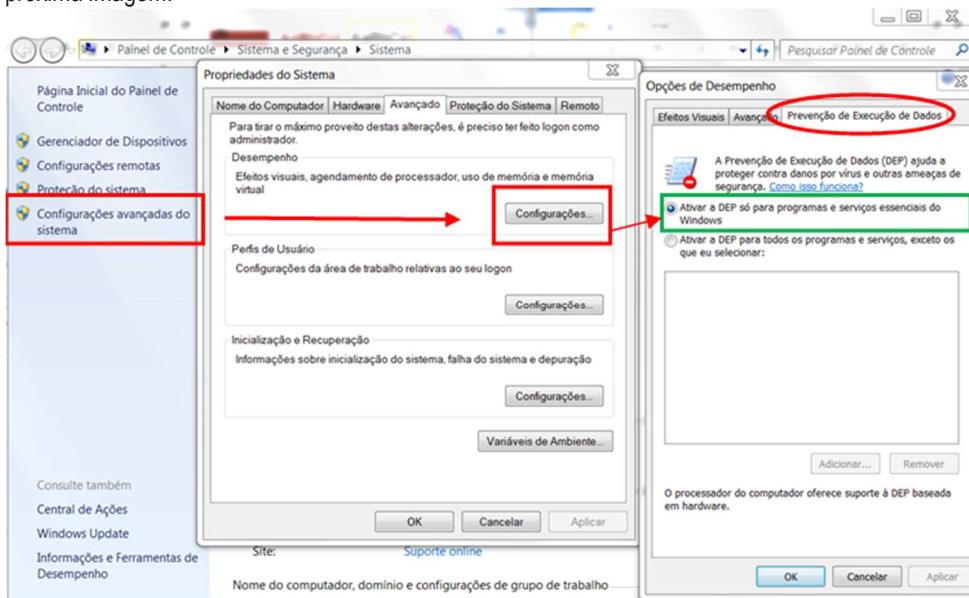 próxima imagem.
Painel de Controle ▸ Sistema e Segurança ▸ Sistema
Pesquisar Painel de Controle
Página Inicial do Painel de
Controle
Gerenciador de Dispositivos
Configurações remotas
Proteção do sistema
Configurações avançadas do
sistema
Consulte também
Central de Ações
Windows Update
Informações e Ferramentas de
Desempenho
Propriedades do Sistema
Nome do Computador Hardware Avançado Proteção do Sistema Remoto
Para tirar o máximo proveito destas alterações, é preciso ter feito logon como
administrador.
Desempenho
Efeitos visuais, agendamento de processador, uso de memória e memória
virtual
Configurações...
Perfis de Usuário
Configurações da área de trabalho relativas ao seu logon
Configurações...
Inicialização e Recuperação
Informações sobre inicialização do sistema, falha do sistema e depuração
Configurações...
Variáveis de Ambiente...
OK Cancelar Aplicar
Site: Suporte online
Nome do computador, domínio e configurações de grupo de trabalho
Opções de Desempenho
Efeitos Visuais Avançado Prevenção de Execução de Dados
A Prevenção de Execução de Dados (DEP) ajuda a
proteger contra danos por vírus e outras ameaças de
segurança. Como isso funciona?
Ativar a DEP só para programas e serviços essenciais do
Windows
Ativar a DEP para todos os programas e serviços, exceto os
que eu selecionar:
Adicionar... Remover
O processador do computador oferece suporte à DEP baseada
em hardware.
OK Cancelar Aplicar